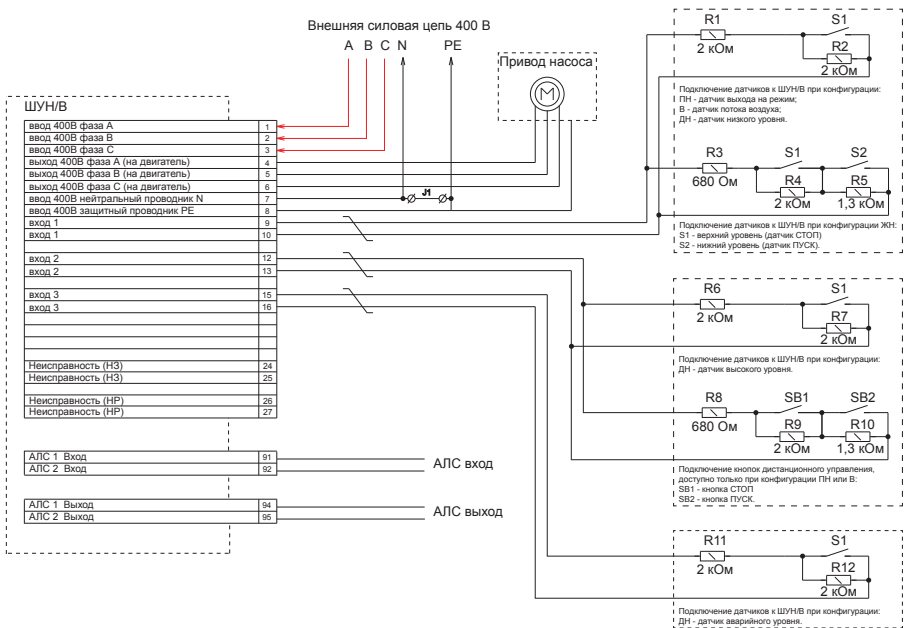 Внешняя силовая цепь 400 В
A B C N PE
Привод насоса
M
ШУН/В
ввод 400В фаза А 1
ввод 400В фаза В 2
ввод 400В фаза С 3
выход 400В фаза А (на двигатель) 4
выход 400В фаза В (на двигатель) 5
выход 400В фаза С (на двигатель) 6
ввод 400В нейтральный проводник N 7
ввод 400В защитный проводник PE 8
вход 1 9
вход 1 10
вход 2 12
вход 2 13
вход 3 15
вход 3 16
Неисправность (НЗ) 24
Неисправность (НЗ) 25
Неисправность (НР) 26
Неисправность (НР) 27
АЛС 1 Вход 91
АЛС 2 Вход 92
АЛС 1 Выход 94
АЛС 2 Выход 95
J1
АЛС вход
АЛС выход
R1 S1
2 кОм R2
2 кОм
Подключение датчиков к ШУН/В при конфигурации:
ПН - датчик выхода на режим;
В - датчик потока воздуха;
ДН - датчик низкого уровня.
R3 S1 S2
680 Ом R4 R5
2 кОм 1,3 кОм
Подключение датчиков к ШУН/В при конфигурации ЖН:
S1 - верхний уровень (датчик СТОП)
S2 - нижний уровень (датчик ПУСК).
R6 S1
2 кОм R7
2 кОм
Подключение датчиков к ШУН/В при конфигурации:
ДН - датчик высокого уровня.
R8 SB1 SB2
680 Ом R9 R10
2 кОм 1,3 кОм
Подключение кнопок дистанционного управления,
доступно только при конфигурации ПН или В:
SB1 - кнопка СТОП
SB2 - кнопка ПУСК.
R11 S1
2 кОм R12
2 кОм
Подключение датчиков к ШУН/В при конфигурации:
ДН - датчик аварийного уровня.